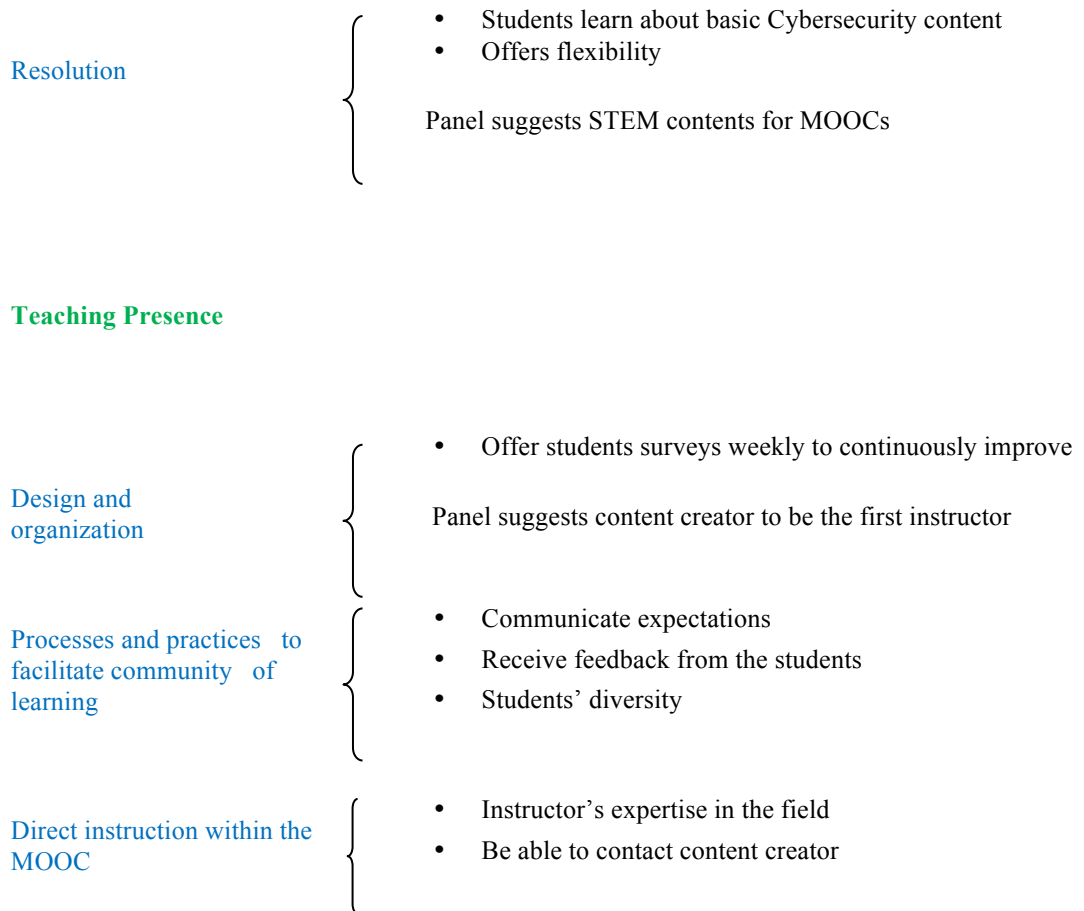 Resolution
• Students learn about basic Cybersecurity content
• Offers flexibility
Panel suggests STEM contents for MOOCs
Teaching Presence
Design and
organization
• Offer students surveys weekly to continuously improve
Panel suggests content creator to be the first instructor
Processes and practices to
facilitate community of
learning
• Communicate expectations
• Receive feedback from the students
• Students’ diversity
Direct instruction within the
MOOC
• Instructor’s expertise in the field
• Be able to contact content creator